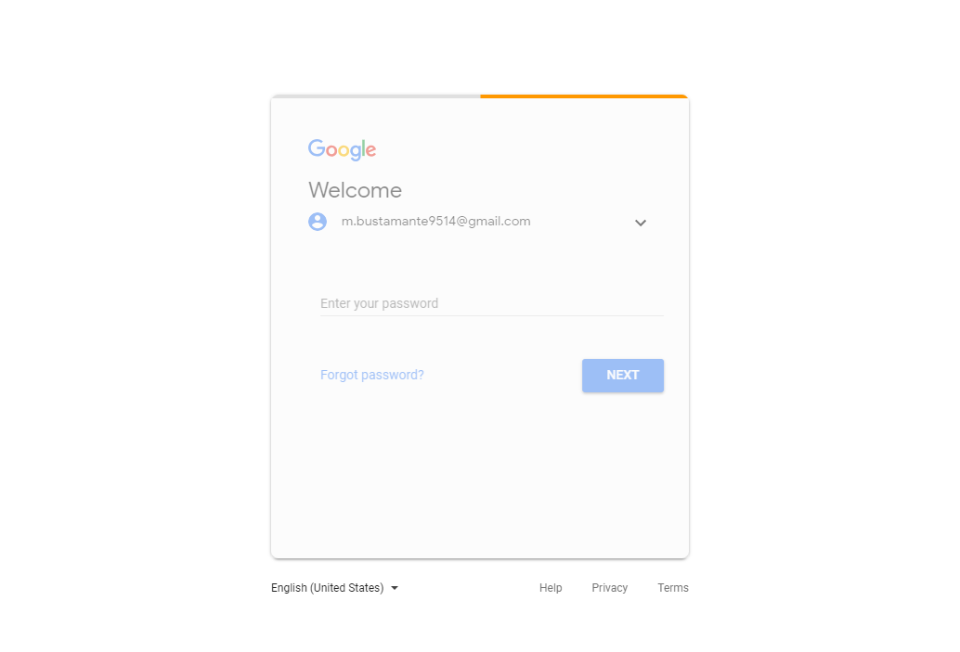 Google
Welcome
m.bustamante9514@gmail.com
Enter your password
Forgot password? NEXT
English (United States) Help Privacy Terms